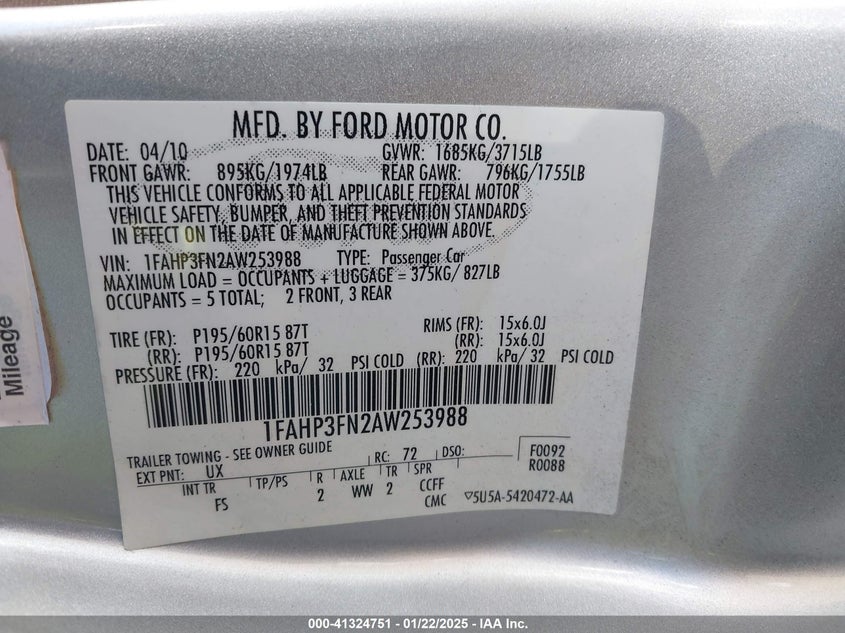 MFD. BY FORD MOTOR CO.
DATE: 04/10 GVWR: 1685KG/3715LB
FRONT GAWR: 895KG/1974LB REAR GAWR: 796KG/1755LB
THIS VEHICLE CONFORMS TO ALL APPLICABLE FEDERAL MOTOR
VEHICLE SAFETY, BUMPER, AND THEFT PREVENTION STANDARDS
IN EFFECT ON THE DATE OF MANUFACTURE SHOWN ABOVE.
VIN: 1FAHP3FN2AW253988 TYPE: Passenger Car
MAXIMUM LOAD = OCCUPANTS + LUGGAGE = 375KG/ 827LB
OCCUPANTS = 5 TOTAL; 2 FRONT, 3 REAR
TIRE (FR): P195/60R15 87T RIMS (FR): 15x6.0J
(RR): P195/60R15 87T (RR): 15x6.0J
PRESSURE (FR): 220 kPa/ 32 PSI COLD (RR): 220 kPa/ 32 PSI COLD
1FAHP3FN2AW253988
TRAILER TOWING - SEE OWNER GUIDE RC: 72 DSO: F0092
EXT PNT: UX R0088
INT TR TP/PS R AXLE TR SPR
FS 2 WW 2 CCFF
CMC ▽5U5A-5420472-AA
Mileage
000-41324751 - 01/22/2025 - IAA Inc.